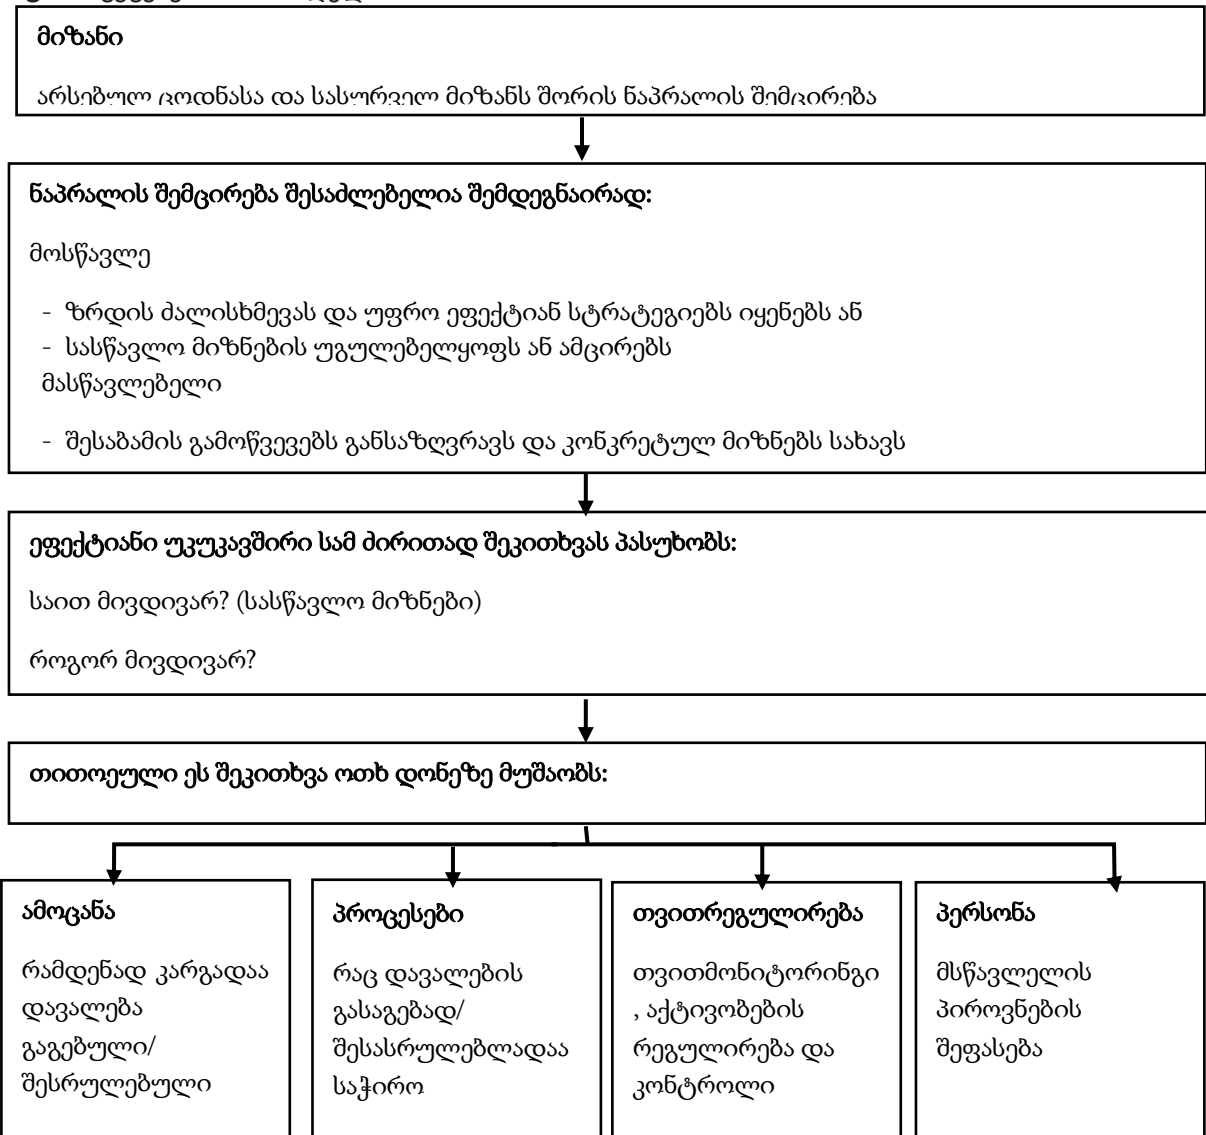 მიზანი
არსებულ ცოდნასა და სასურველ მიზანს შორის ნაპრალის შემცირება
ნაპრალის შემცირება შესაძლებელია შემდეგნაირად:
მოსწავლე
- ზრდის ძალისხმევას და უფრო ეფექტიან სტრატეგიებს იყენებს ან
- სასწავლო მიზნების უგულებელყოფს ან ამცირებს
მასწავლებელი
- შესაბამის გამოწვევებს განსაზღვრავს და კონკრეტულ მიზნებს სახავს
ეფექტიანი უკუკავშირი სამ ძირითად შეკითხვას პასუხობს:
საით მივდივარ? (სასწავლო მიზნები)
როგორ მივდივარ?
თითოეული ეს შეკითხვა ოთხ დონეზე მუშაობს:
ამოცანა
რამდენად კარგადაა
დავალება
გაგებული/
შესრულებული
პროცესები
რაც დავალების
გასაგებად/
შესასრულებლადაა
საჭირო
თვითრეგულირება
თვითმონიტორინგი
, აქტივობების
რეგულირება და
კონტროლი
პერსონა
მსწავლელის
პიროვნების
შეფასება